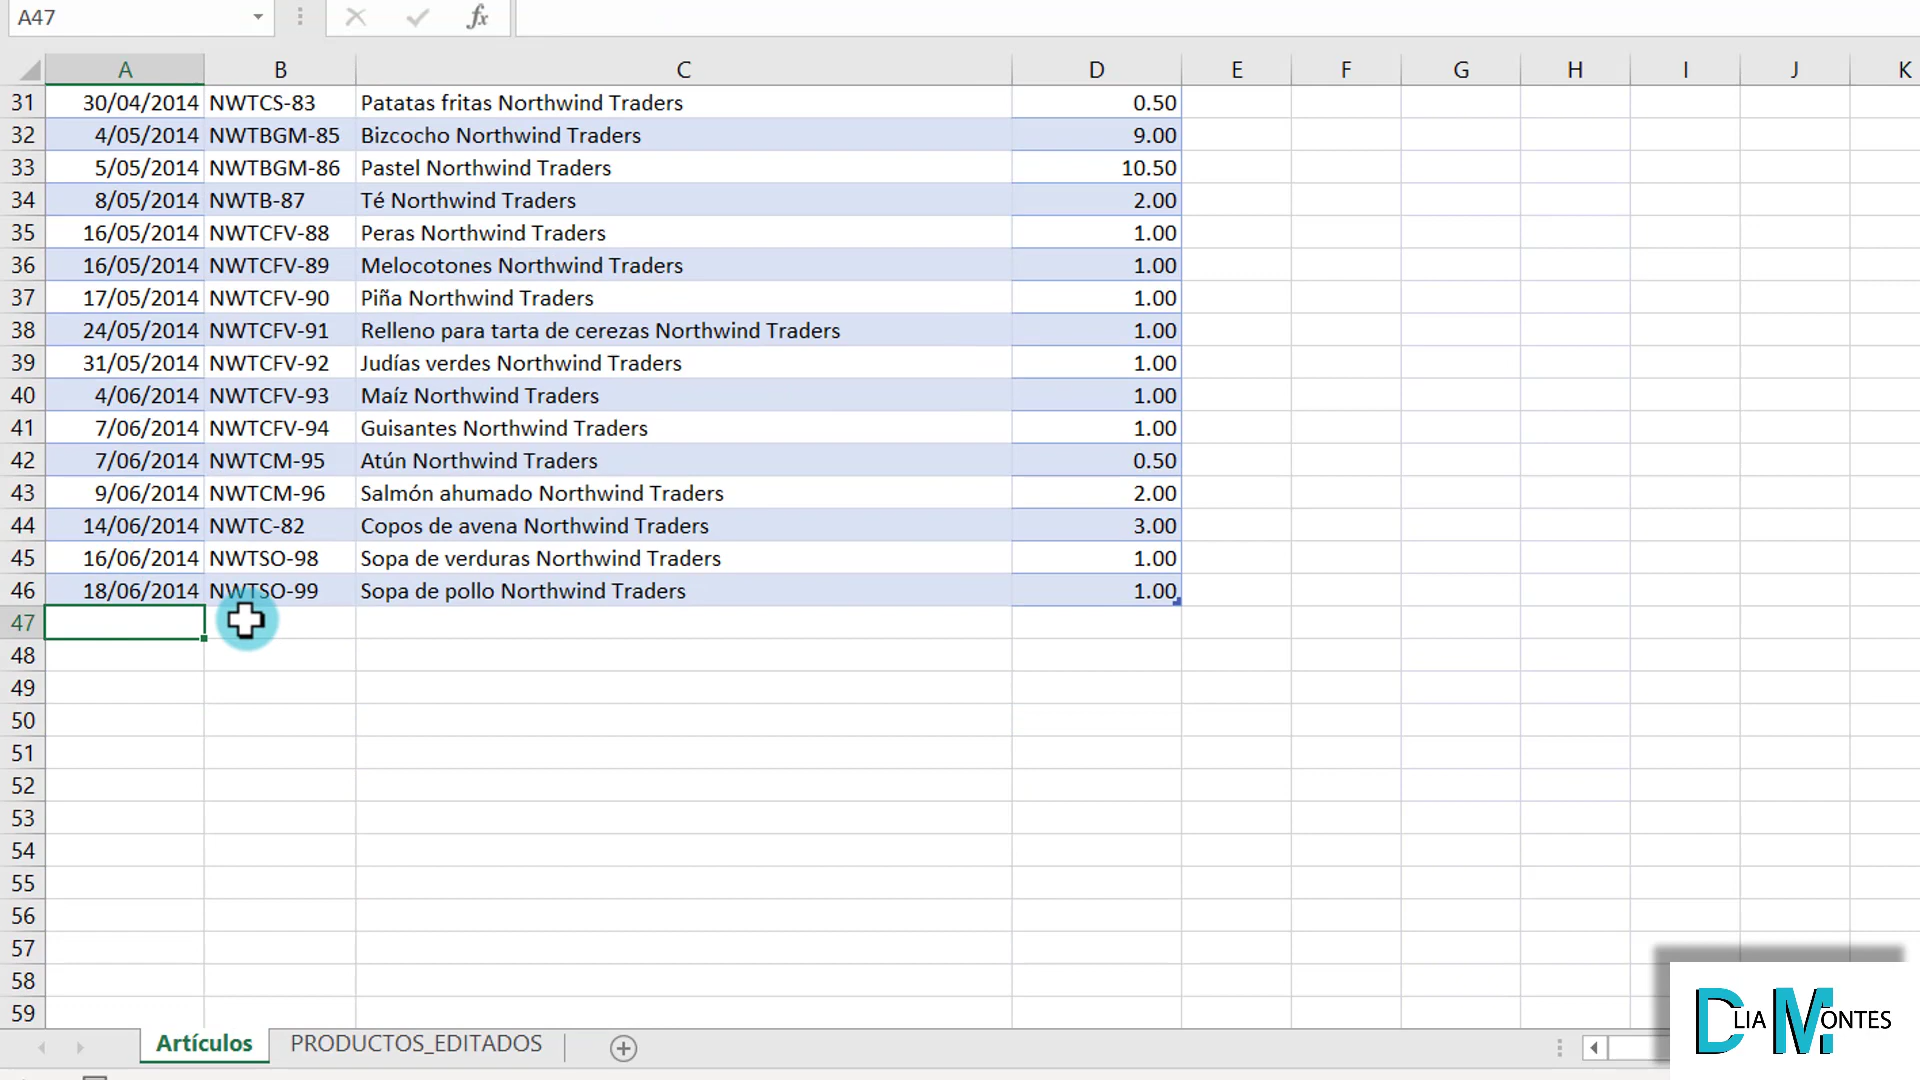 A47
fx
A B C D E F G H I J K
31 30/04/2014 NWTCS-83 Patatas fritas Northwind Traders 0.50
32 4/05/2014 NWTBGM-85 Bizcocho Northwind Traders 9.00
33 5/05/2014 NWTBGM-86 Pastel Northwind Traders 10.50
34 8/05/2014 NWTB-87 Té Northwind Traders 2.00
35 16/05/2014 NWTCFV-88 Peras Northwind Traders 1.00
36 16/05/2014 NWTCFV-89 Melocotones Northwind Traders 1.00
37 17/05/2014 NWTCFV-90 Piña Northwind Traders 1.00
38 24/05/2014 NWTCFV-91 Relleno para tarta de cerezas Northwind Traders 1.00
39 31/05/2014 NWTCFV-92 Judías verdes Northwind Traders 1.00
40 4/06/2014 NWTCFV-93 Maíz Northwind Traders 1.00
41 7/06/2014 NWTCFV-94 Guisantes Northwind Traders 1.00
42 7/06/2014 NWTCM-95 Atún Northwind Traders 0.50
43 9/06/2014 NWTCM-96 Salmón ahumado Northwind Traders 2.00
44 14/06/2014 NWTC-82 Copos de avena Northwind Traders 3.00
45 16/06/2014 NWTSO-98 Sopa de verduras Northwind Traders 1.00
46 18/06/2014 NWTSO-99 Sopa de pollo Northwind Traders 1.00
47
48
49
50
51
52
53
54
55
56
57
58
59
Artículos PRODUCTOS_EDITADOS
DLIA MONTES